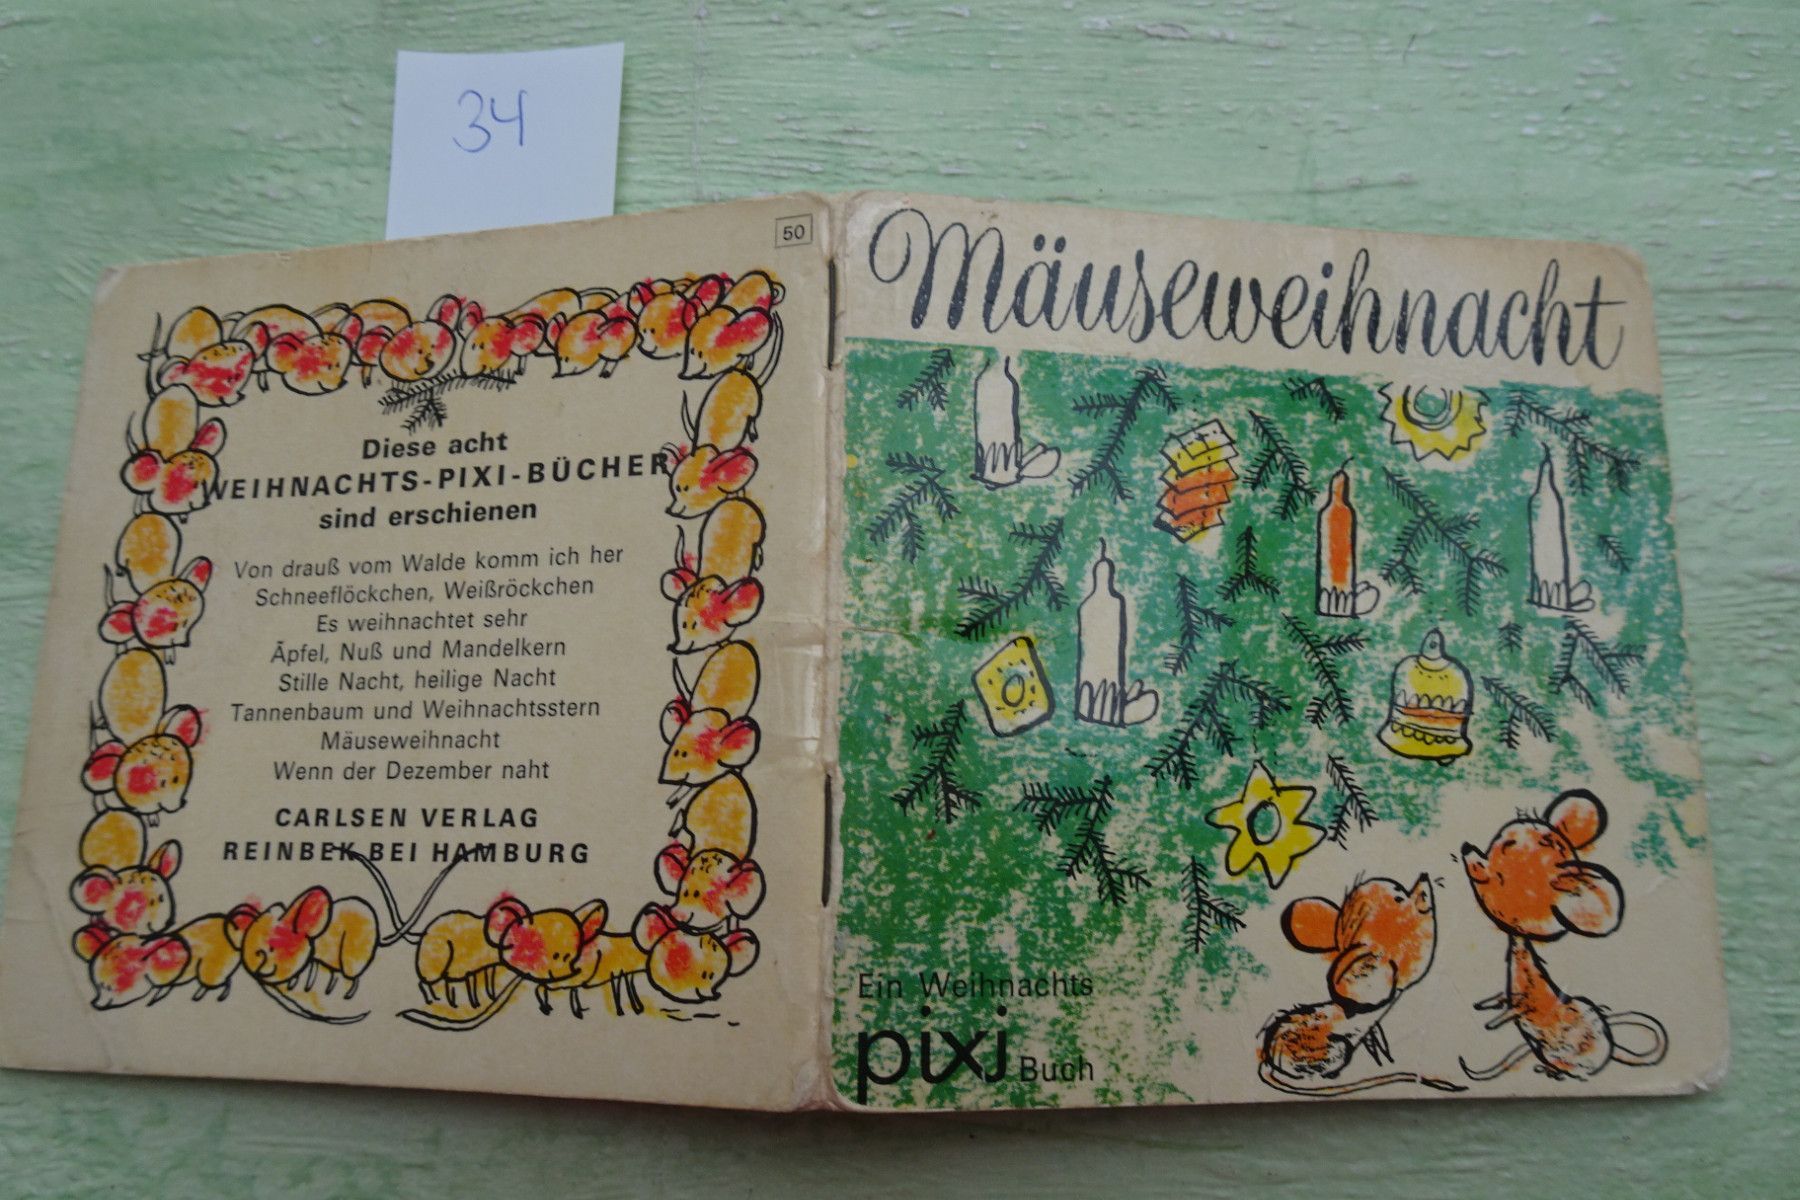 34
50
Diese acht
WEIHNACHTS-PIXI-BÜCHER
sind erschienen
Von drauß vom Walde komm ich her
Schneeflöckchen, Weißröckchen
Es weihnachtet sehr
Äpfel, Nuß und Mandelkern
Stille Nacht, heilige Nacht
Tannenbaum und Weihnachtsstern
Mäuseweihnacht
Wenn der Dezember naht
CARLSEN VERLAG
REINBEK BEI HAMBURG
Mäuseweihnacht
Ein Weihnachts
pixi Buch